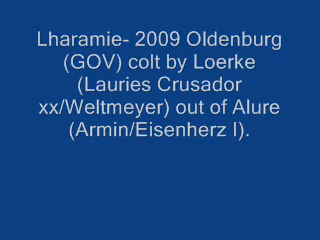 Lharamie- 2009 Oldenburg
(GOV) colt by Loerke
(Lauries Crusador
xx/Weltmeyer) out of Alure
(Armin/Eisenherz I).